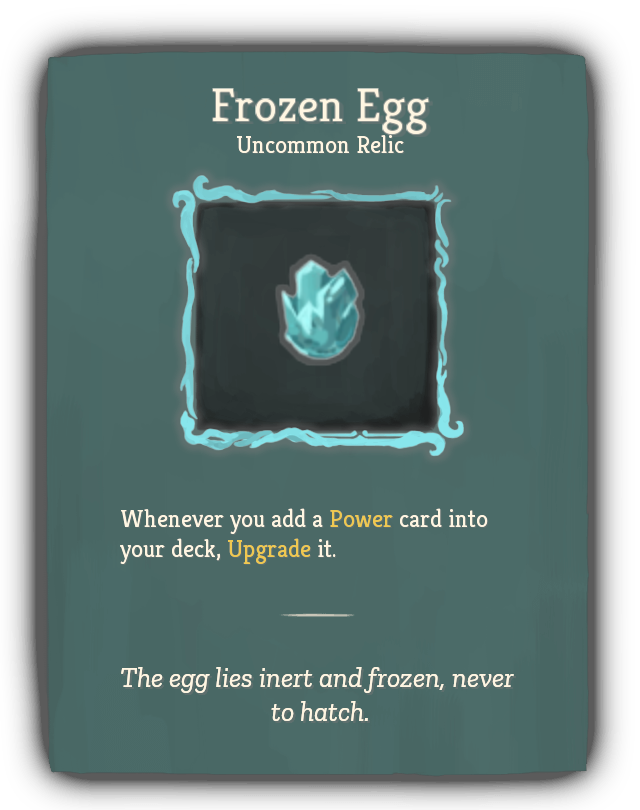 Frozen Egg
Uncommon Relic
Whenever you add a Power card into
your deck, Upgrade it.
The egg lies inert and frozen, never
to hatch.